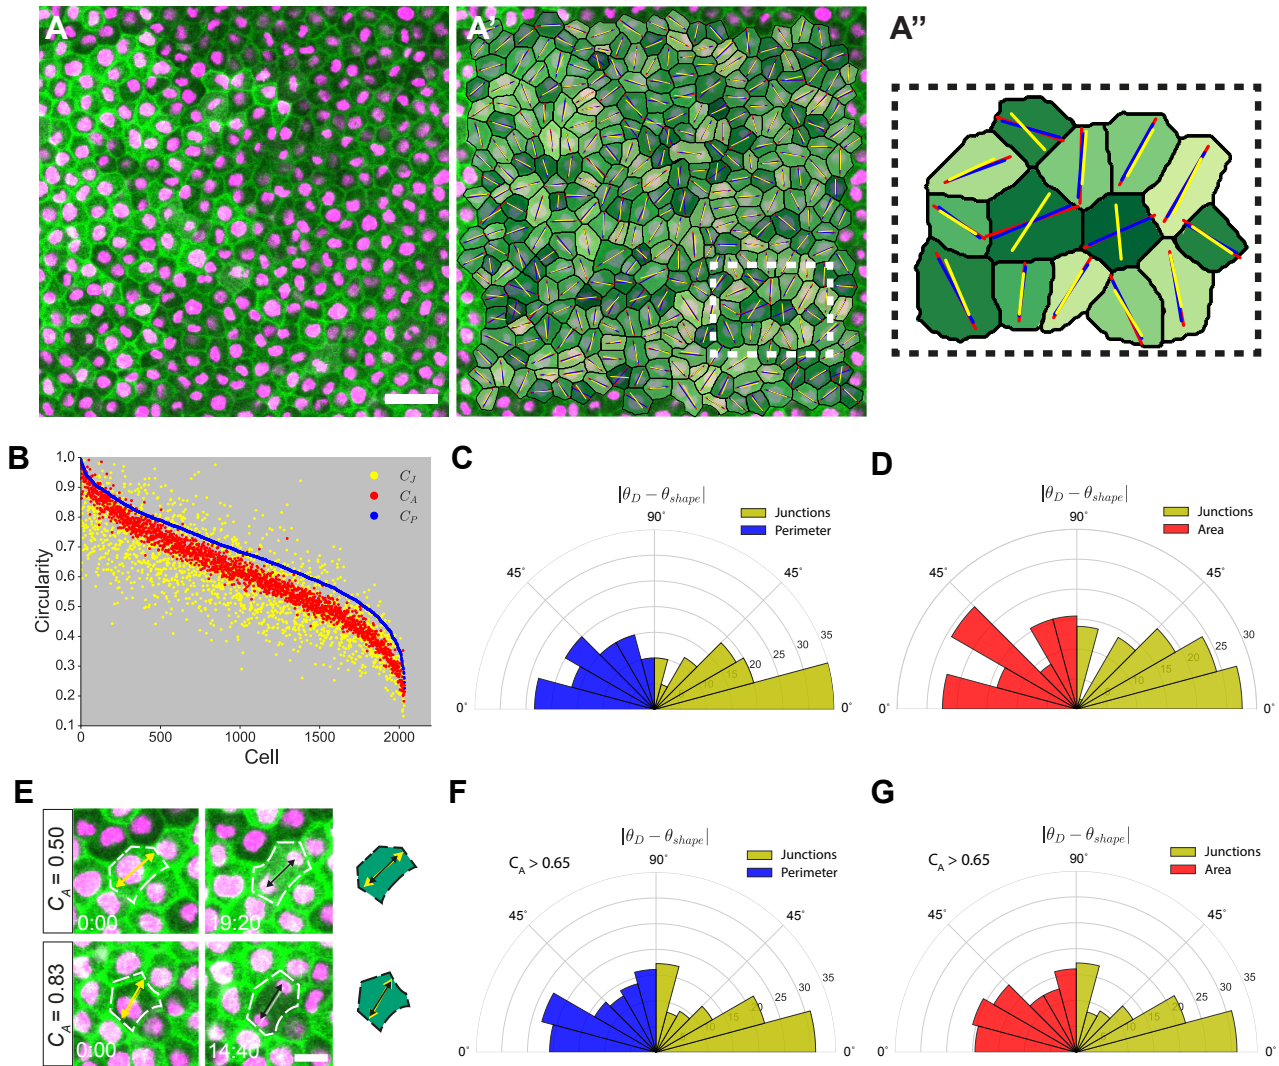 A
A'
A''
B
1.0
0.9
0.8
0.7
0.6
0.5
0.4
0.3
0.2
0.1
Circularity
0
500
1000
1500
2000
Cell
C_J
C_A
C_P
C
|θ_D − θ_shape|
Junctions
Perimeter
90°
45°
45°
0°
0°
10
15
20
25
30
35
D
|θ_D − θ_shape|
Junctions
Area
90°
45°
45°
0°
0°
20
25
30
E
C_A = 0.50
0:00
19:20
C_A = 0.83
0:00
14:40
F
|θ_D − θ_shape|
C_A > 0.65
Junctions
Perimeter
90°
45°
45°
0°
0°
10
15
20
25
30
35
G
|θ_D − θ_shape|
C_A > 0.65
Junctions
Area
90°
45°
45°
0°
0°
10
15
20
25
30
35